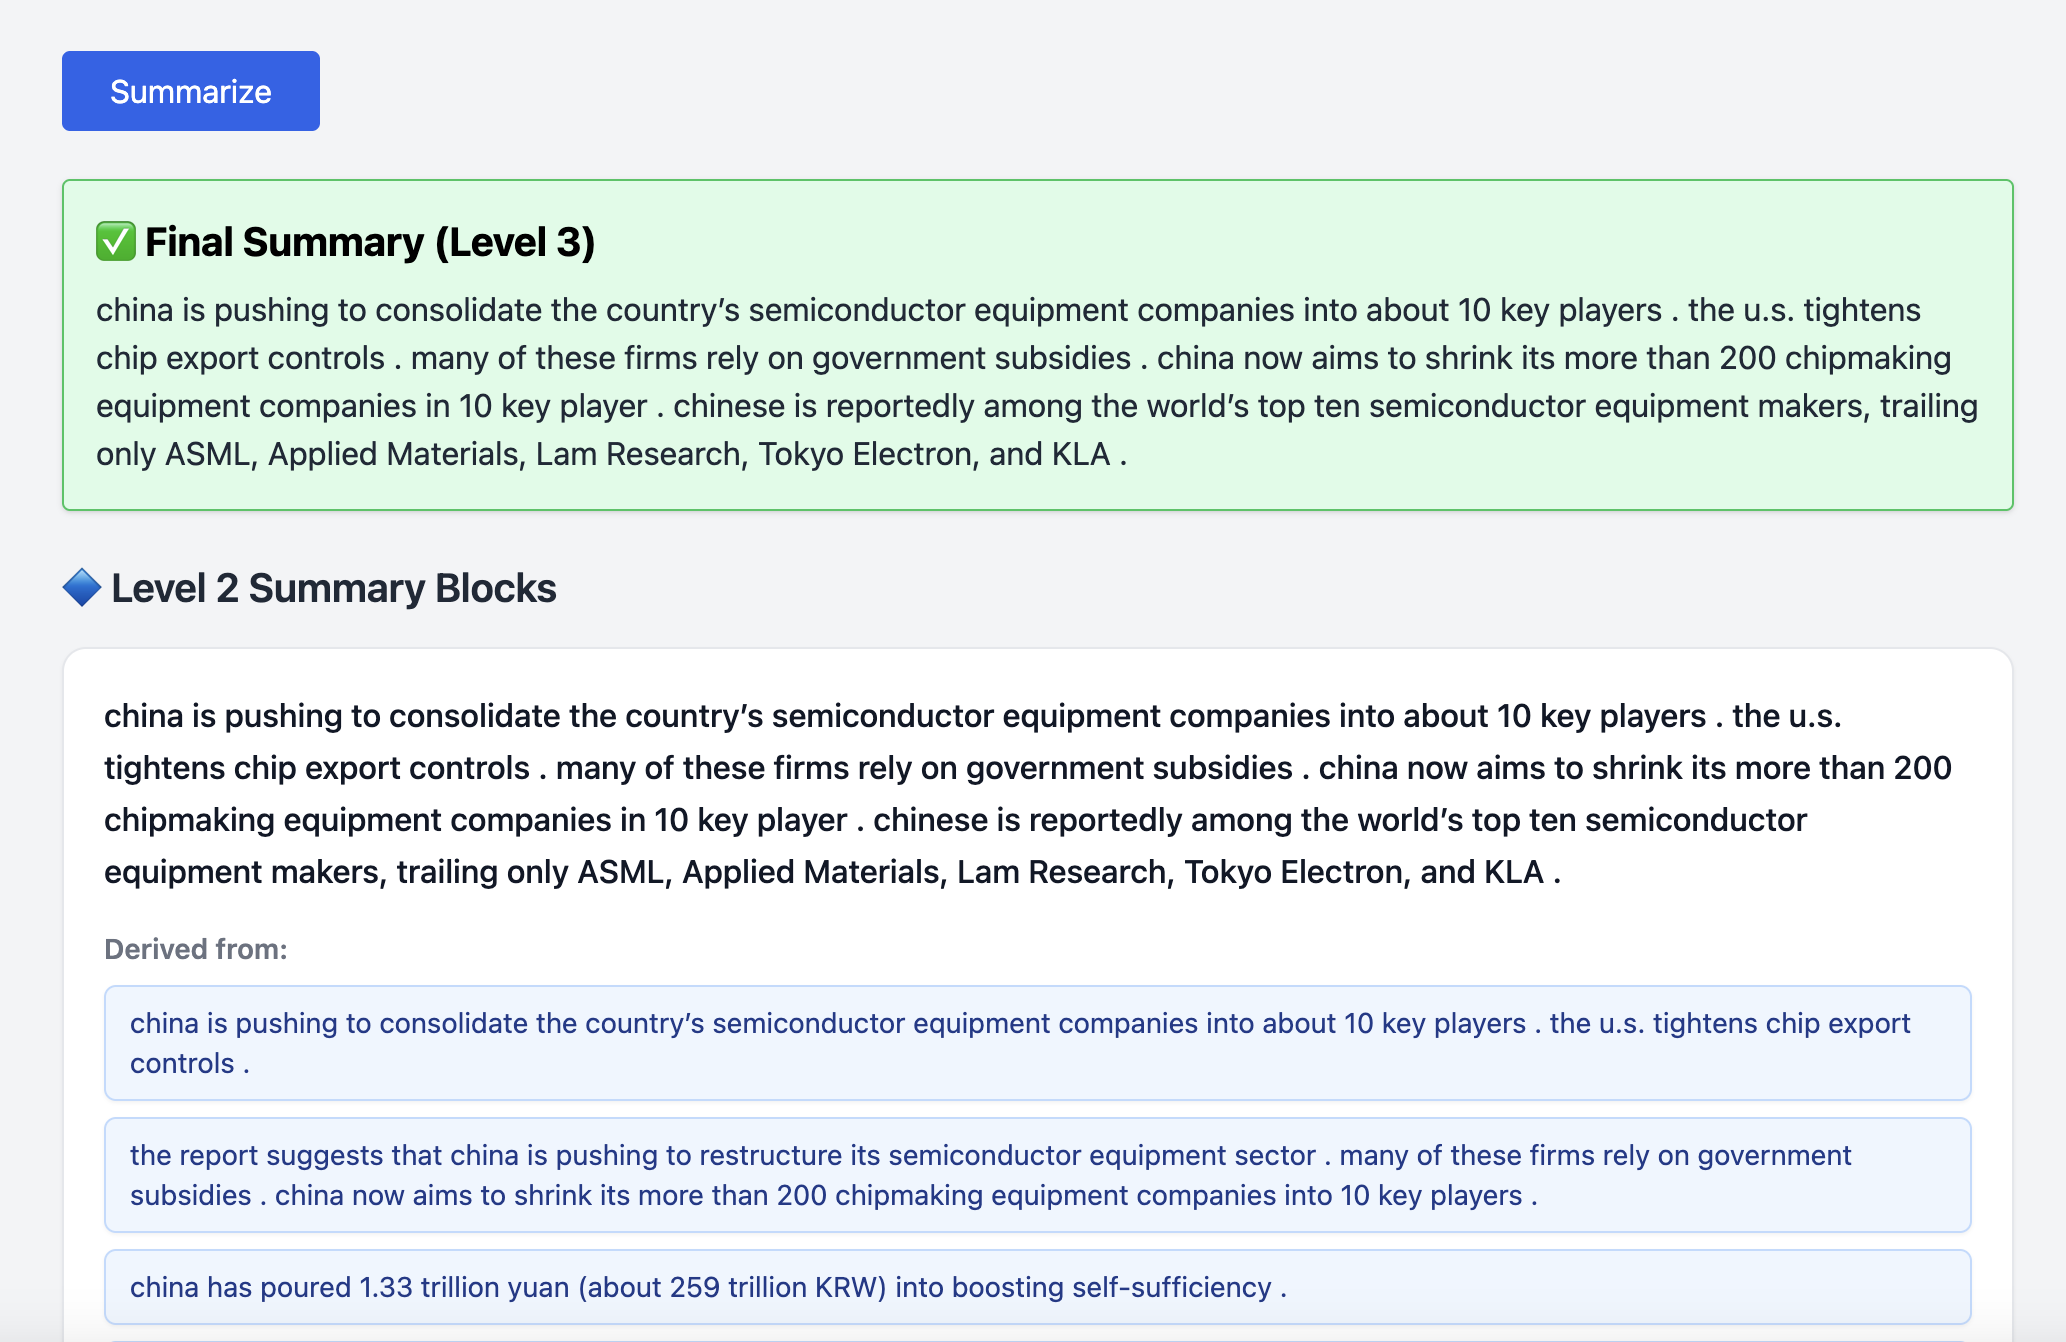 Summarize
✅ Final Summary (Level 3)
china is pushing to consolidate the country’s semiconductor equipment companies into about 10 key players . the u.s. tightens
chip export controls . many of these firms rely on government subsidies . china now aims to shrink its more than 200 chipmaking
equipment companies in 10 key player . chinese is reportedly among the world’s top ten semiconductor equipment makers, trailing
only ASML, Applied Materials, Lam Research, Tokyo Electron, and KLA .
🔷 Level 2 Summary Blocks
china is pushing to consolidate the country’s semiconductor equipment companies into about 10 key players . the u.s.
tightens chip export controls . many of these firms rely on government subsidies . china now aims to shrink its more than 200
chipmaking equipment companies in 10 key player . chinese is reportedly among the world’s top ten semiconductor
equipment makers, trailing only ASML, Applied Materials, Lam Research, Tokyo Electron, and KLA .
Derived from:
china is pushing to consolidate the country’s semiconductor equipment companies into about 10 key players . the u.s. tightens chip export
controls .
the report suggests that china is pushing to restructure its semiconductor equipment sector . many of these firms rely on government
subsidies . china now aims to shrink its more than 200 chipmaking equipment companies into 10 key players .
china has poured 1.33 trillion yuan (about 259 trillion KRW) into boosting self-sufficiency .